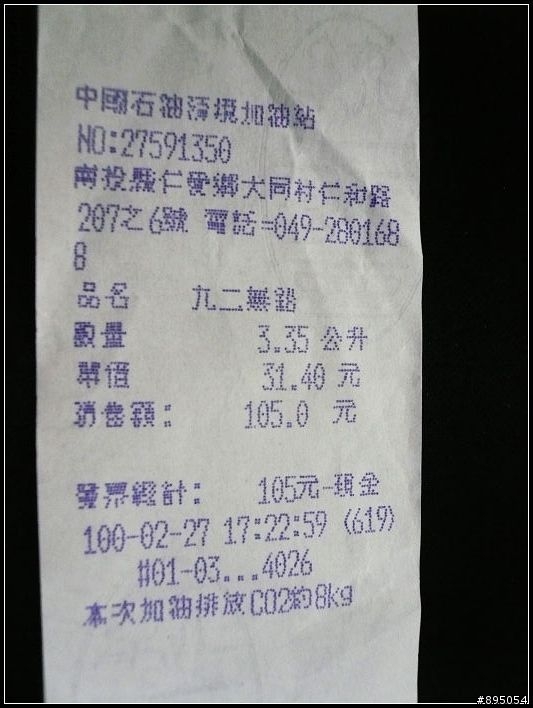 中國石油清境加油站
NO:27591350
南投縣仁愛鄉大同村仁和路
207之6號 電話=049-280168
8
品名 九二無鉛
數量 3.35 公升
單價 31.40 元
銷售額: 105.0 元
發票總計: 105元-現金
100-02-27 17:22:59 (619)
#01-03...4026
本次加油排放CO2約8kg
#895054